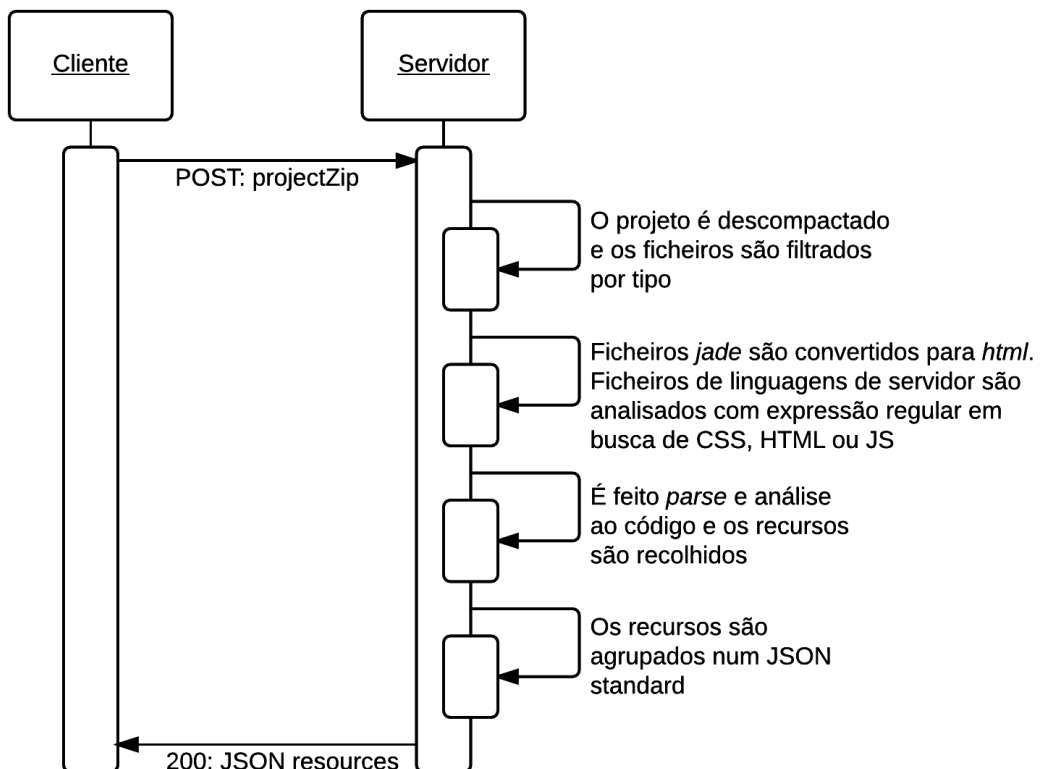 Cliente
Servidor
POST: projectZip
O projeto é descompactado
e os ficheiros são filtrados
por tipo
Ficheiros jade são convertidos para html.
Ficheiros de linguagens de servidor são
analisados com expressão regular em
busca de CSS, HTML ou JS
É feito parse e análise
ao código e os recursos
são recolhidos
Os recursos são
agrupados num JSON
standard
200: JSON resources